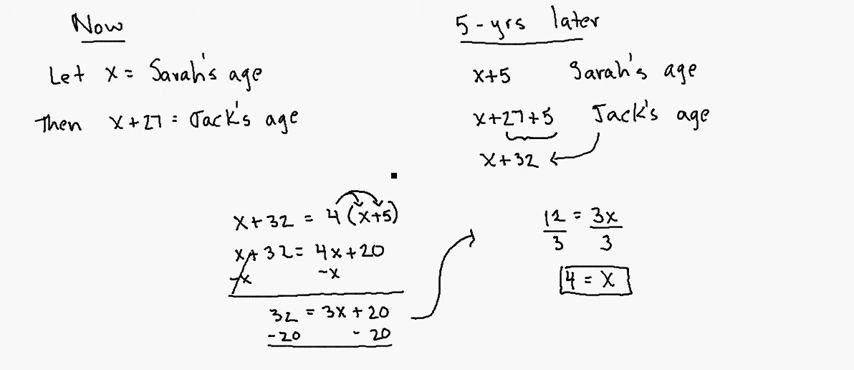 Now
Let x = Sarah's age
Then x+27 = Jack's age
5-yrs later
x+5 Sarah's age
x+27+5 Jack's age
x+32
x+32 = 4(x+5)
x+32 = 4x+20
-x -x
32 = 3x+20
-20 -20
12 = 3x
3 3
4 = x